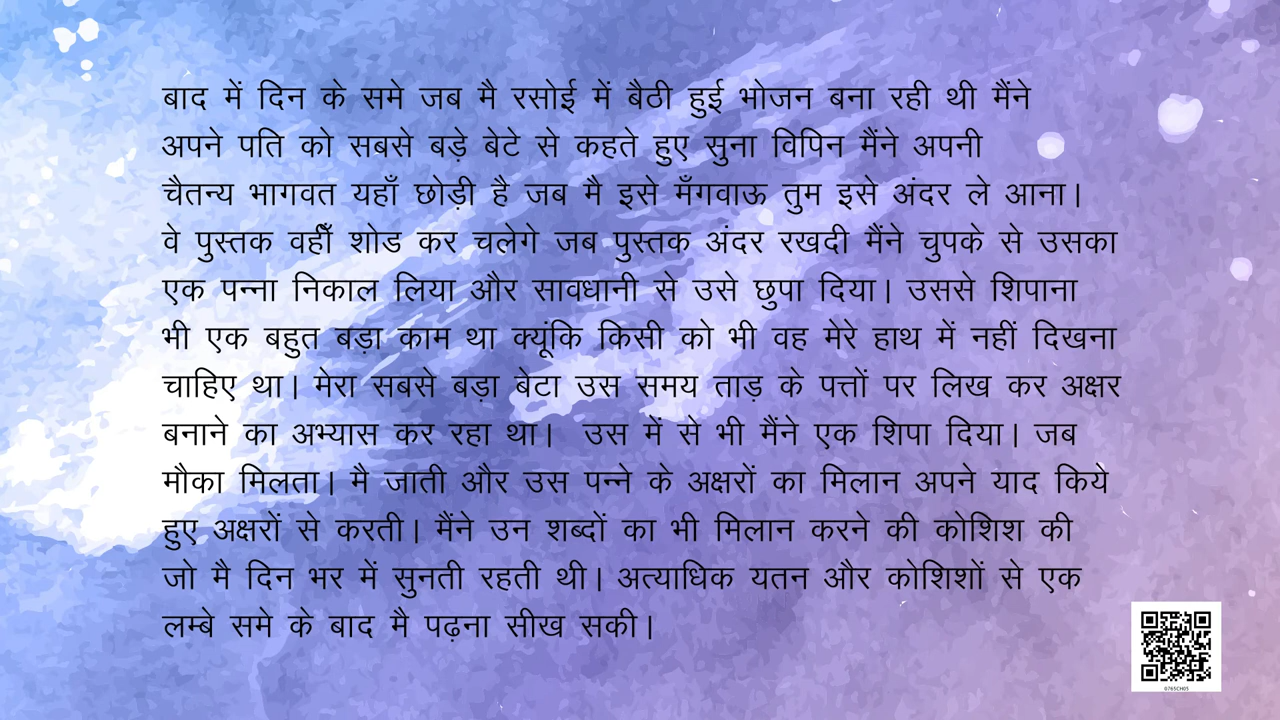 बाद में दिन के समे जब मै रसोई में बैठी हुई भोजन बना रही थी मैंने
अपने पति को सबसे बड़े बेटे से कहते हुए सुना विपिन मैंने अपनी
चैतन्य भागवत यहाँ छोड़ी है जब मै इसे मँगवाऊ तुम इसे अंदर ले आना।
वे पुस्तक वहीँ शोड कर चलेगे जब पुस्तक अंदर रखदी मैंने चुपके से उसका
एक पन्ना निकाल लिया और सावधानी से उसे छुपा दिया। उससे शिपाना
भी एक बहुत बड़ा काम था क्यूंकि किसी को भी वह मेरे हाथ में नहीं दिखना
चाहिए था। मेरा सबसे बड़ा बेटा उस समय ताड़ के पत्तों पर लिख कर अक्षर
बनाने का अभ्यास कर रहा था। उस में से भी मैंने एक शिपा दिया। जब
मौका मिलता। मै जाती और उस पन्ने के अक्षरों का मिलान अपने याद किये
हुए अक्षरों से करती। मैंने उन शब्दों का भी मिलान करने की कोशिश की
जो मै दिन भर में सुनती रहती थी। अत्याधिक यतन और कोशिशों से एक
लम्बे समे के बाद मै पढ़ना सीख सकी।
0765CH05